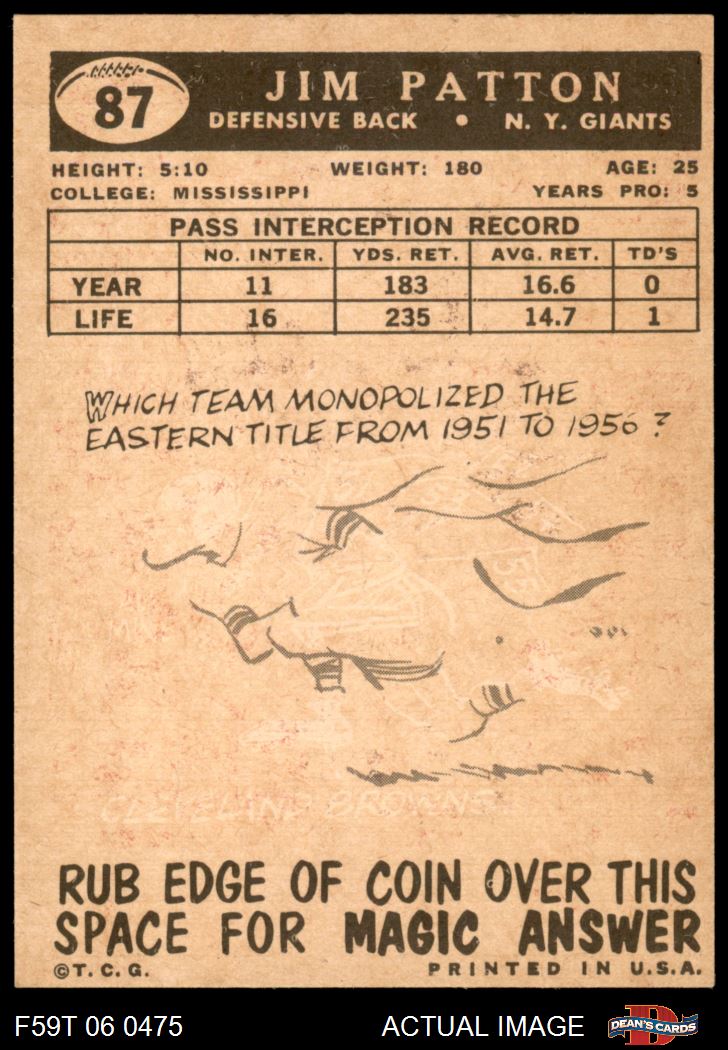 87
JIM PATTON
DEFENSIVE BACK • N. Y. GIANTS
HEIGHT: 5:10 WEIGHT: 180 AGE: 25
COLLEGE: MISSISSIPPI YEARS PRO: 5
PASS INTERCEPTION RECORD
NO. INTER. YDS. RET. AVG. RET. TD'S
YEAR 11 183 16.6 0
LIFE 16 235 14.7 1
WHICH TEAM MONOPOLIZED THE
EASTERN TITLE FROM 1951 TO 1956?
55
CLEVELAND BROWNS
RUB EDGE OF COIN OVER THIS
SPACE FOR MAGIC ANSWER
©T. C. G. PRINTED IN U.S.A.
F59T 06 0475 ACTUAL IMAGE DEAN'S CARDS